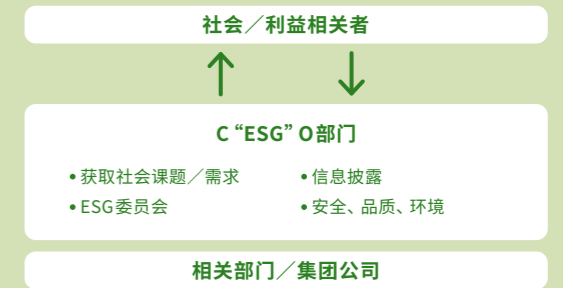 社会／利益相关者
C “ESG” O部门
•获取社会课题／需求
•信息披露
•ESG委员会
•安全、品质、环境
相关部门／集团公司